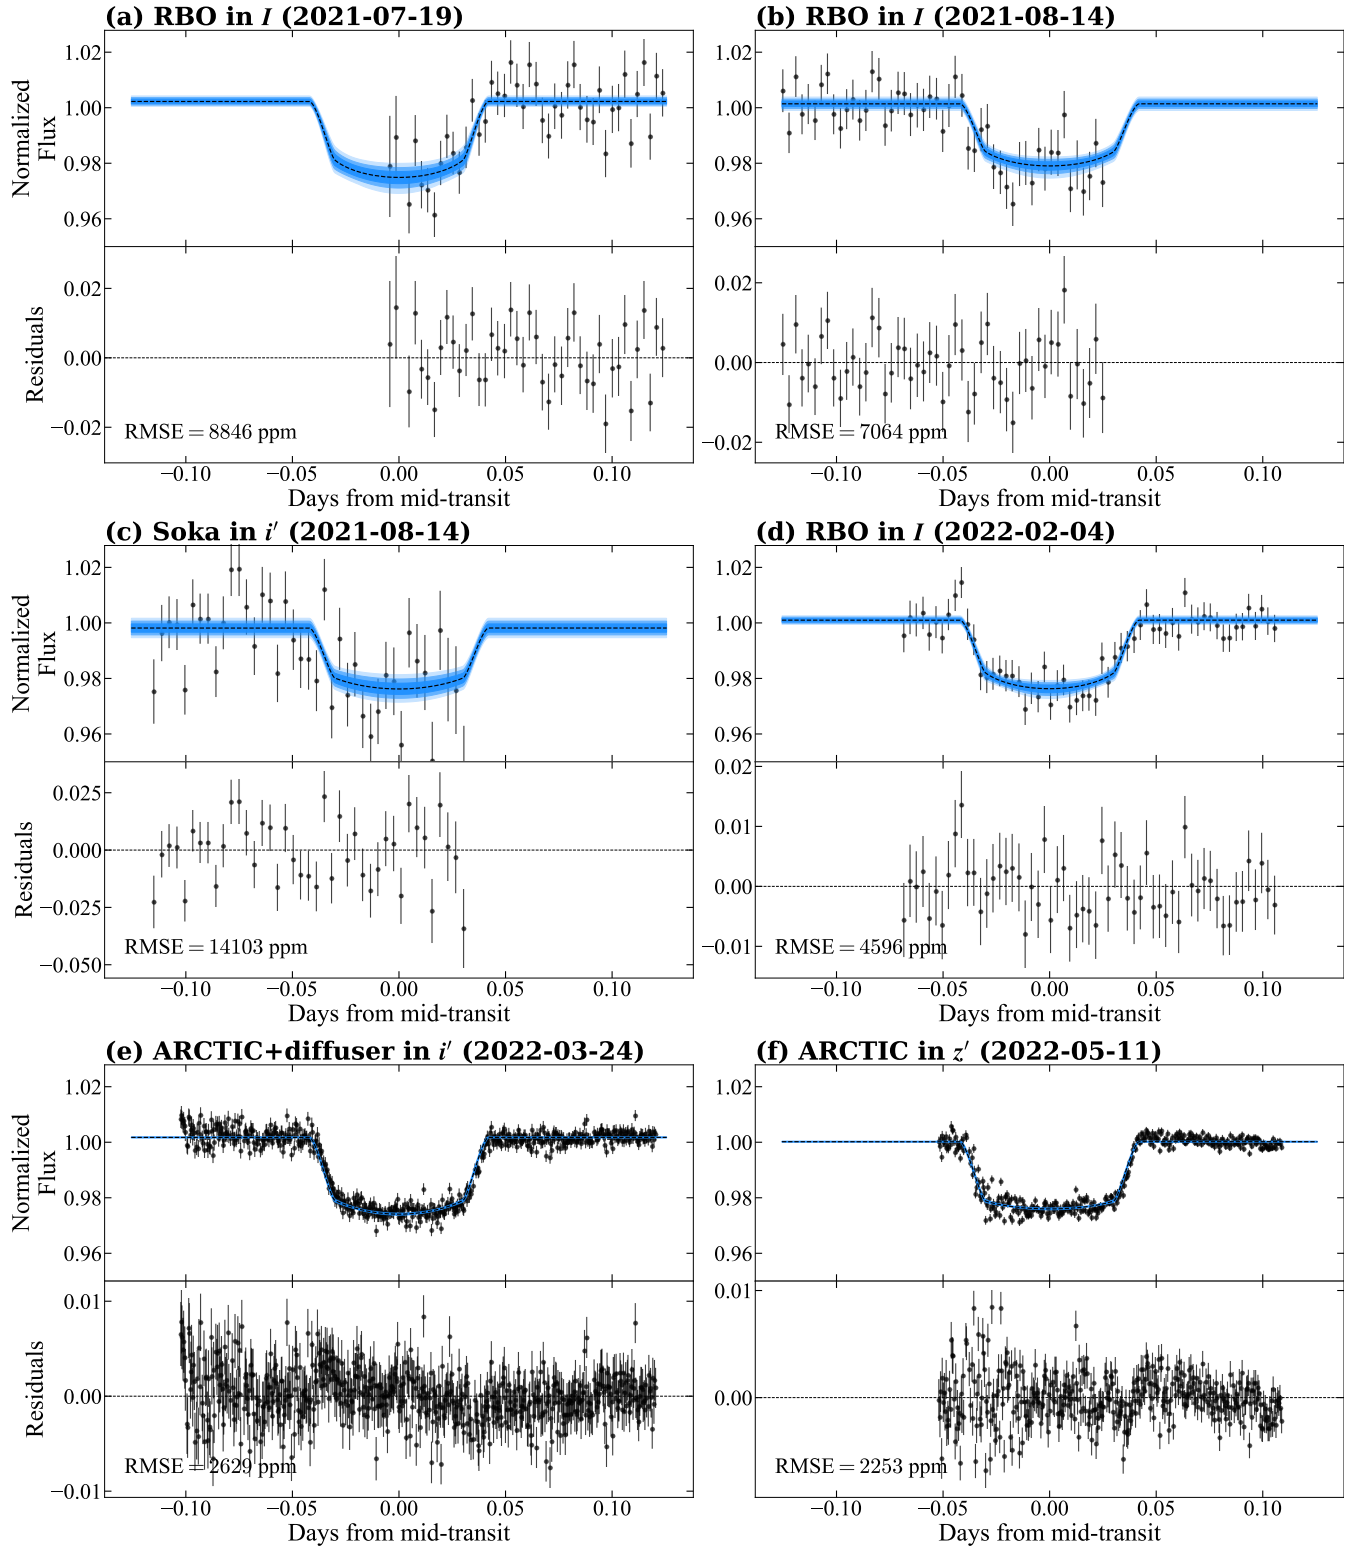 (a) RBO in I (2021-07-19)
(b) RBO in I (2021-08-14)
Normalized
Flux
1.02
1.00
0.98
0.96
1.02
1.00
0.98
0.96
Residuals
0.02
0.00
−0.02
RMSE = 8846 ppm
0.02
0.00
−0.02
RMSE = 7064 ppm
−0.10 −0.05 0.00 0.05 0.10
Days from mid-transit
−0.10 −0.05 0.00 0.05 0.10
Days from mid-transit
(c) Soka in i′ (2021-08-14)
(d) RBO in I (2022-02-04)
Normalized
Flux
1.02
1.00
0.98
0.96
1.02
1.00
0.98
0.96
Residuals
0.025
0.000
−0.025
−0.050
RMSE = 14103 ppm
0.02
0.01
0.00
−0.01
RMSE = 4596 ppm
−0.10 −0.05 0.00 0.05 0.10
Days from mid-transit
−0.10 −0.05 0.00 0.05 0.10
Days from mid-transit
(e) ARCTIC+diffuser in i′ (2022-03-24)
(f) ARCTIC in z′ (2022-05-11)
Normalized
Flux
1.02
1.00
0.98
0.96
1.02
1.00
0.98
0.96
Residuals
0.01
0.00
−0.01
RMSE = 2629 ppm
0.01
0.00
RMSE = 2253 ppm
−0.10 −0.05 0.00 0.05 0.10
Days from mid-transit
−0.10 −0.05 0.00 0.05 0.10
Days from mid-transit